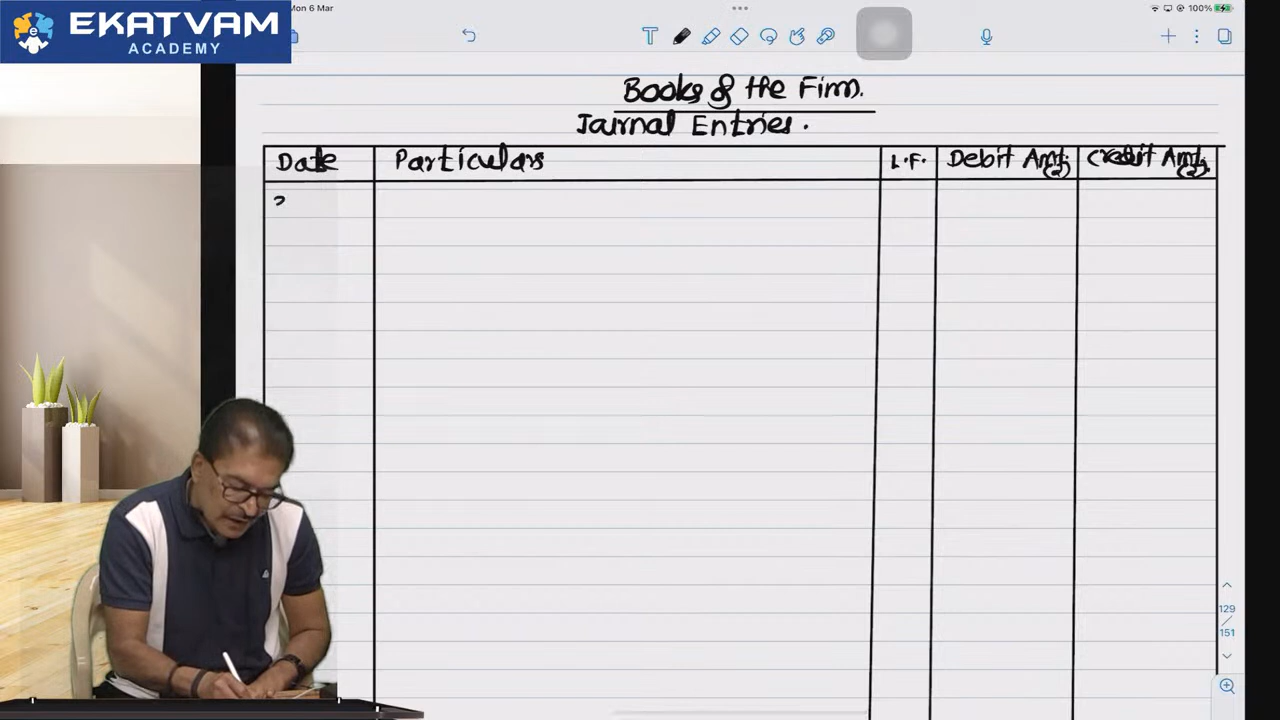 EKATVAM
ACADEMY
Mon 6 Mar
100%
Books of the Firm.
Journal Entries.
Date Particulars L.F. Debit Amt. (₹) Credit Amt. (₹)
2
129
151